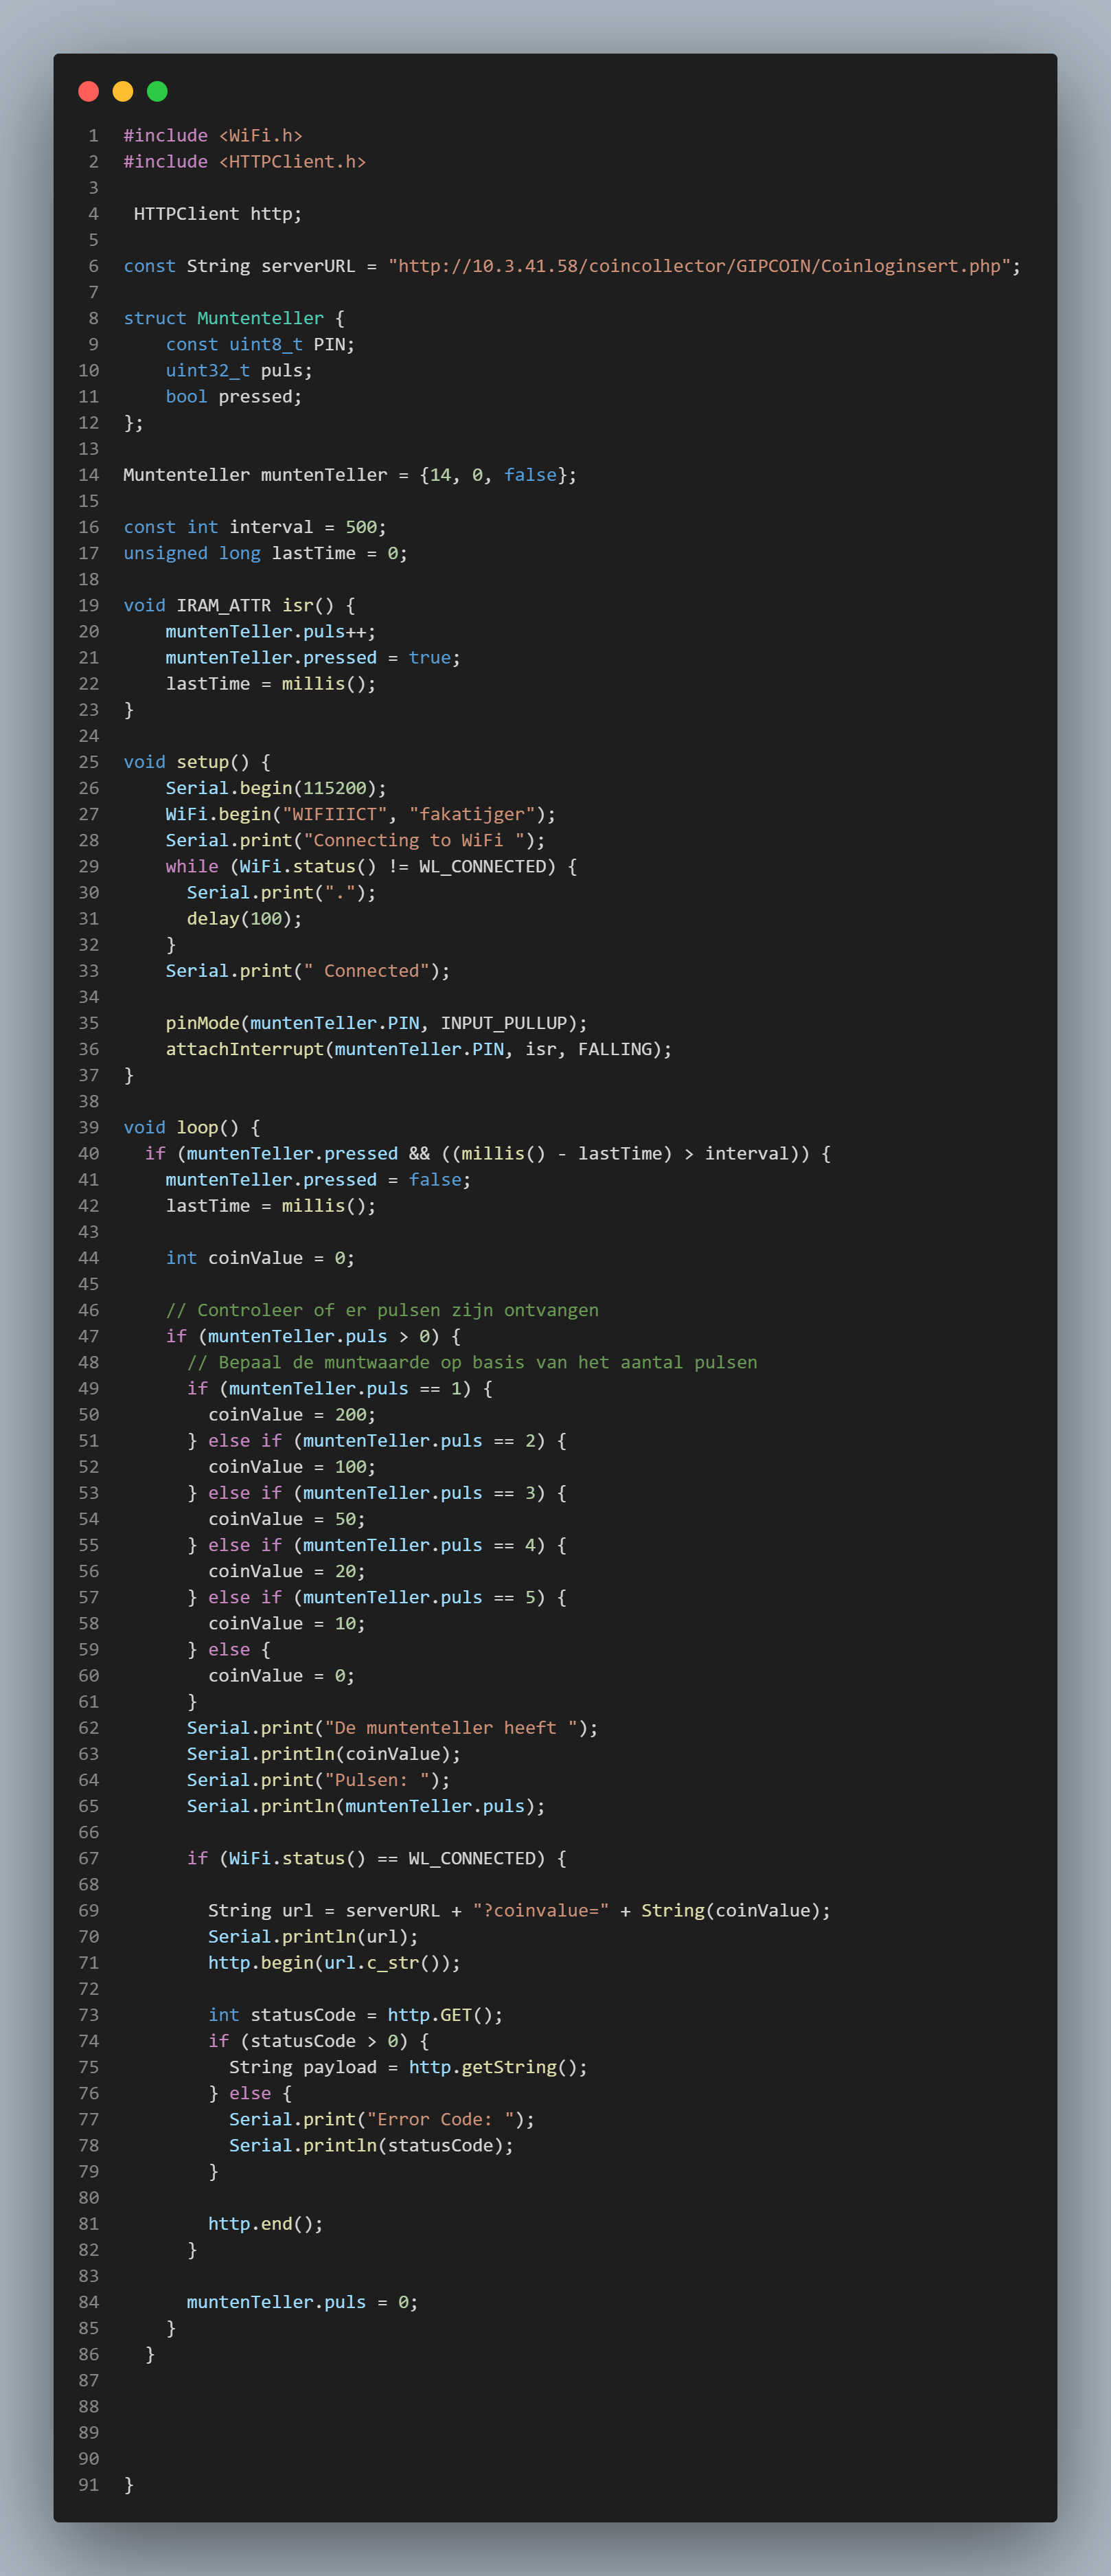 1 #include <WiFi.h>
2 #include <HTTPClient.h>
3
4  HTTPClient http;
5
6 const String serverURL = "http://10.3.41.58/coincollector/GIPCOIN/Coinloginsert.php";
7
8 struct Muntenteller {
9     const uint8_t PIN;
10     uint32_t puls;
11     bool pressed;
12 };
13
14 Muntenteller muntenTeller = {14, 0, false};
15
16 const int interval = 500;
17 unsigned long lastTime = 0;
18
19 void IRAM_ATTR isr() {
20     muntenTeller.puls++;
21     muntenTeller.pressed = true;
22     lastTime = millis();
23 }
24
25 void setup() {
26     Serial.begin(115200);
27     WiFi.begin("WIFIIICT", "fakatijger");
28     Serial.print("Connecting to WiFi ");
29     while (WiFi.status() != WL_CONNECTED) {
30       Serial.print(".");
31       delay(100);
32     }
33     Serial.print(" Connected");
34
35     pinMode(muntenTeller.PIN, INPUT_PULLUP);
36     attachInterrupt(muntenTeller.PIN, isr, FALLING);
37 }
38
39 void loop() {
40   if (muntenTeller.pressed && ((millis() - lastTime) > interval)) {
41     muntenTeller.pressed = false;
42     lastTime = millis();
43
44     int coinValue = 0;
45
46     // Controleer of er pulsen zijn ontvangen
47     if (muntenTeller.puls > 0) {
48       // Bepaal de muntwaarde op basis van het aantal pulsen
49       if (muntenTeller.puls == 1) {
50         coinValue = 200;
51       } else if (muntenTeller.puls == 2) {
52         coinValue = 100;
53       } else if (muntenTeller.puls == 3) {
54         coinValue = 50;
55       } else if (muntenTeller.puls == 4) {
56         coinValue = 20;
57       } else if (muntenTeller.puls == 5) {
58         coinValue = 10;
59       } else {
60         coinValue = 0;
61       }
62       Serial.print("De muntenteller heeft ");
63       Serial.println(coinValue);
64       Serial.print("Pulsen: ");
65       Serial.println(muntenTeller.puls);
66
67       if (WiFi.status() == WL_CONNECTED) {
68
69         String url = serverURL + "?coinvalue=" + String(coinValue);
70         Serial.println(url);
71         http.begin(url.c_str());
72
73         int statusCode = http.GET();
74         if (statusCode > 0) {
75           String payload = http.getString();
76         } else {
77           Serial.print("Error Code: ");
78           Serial.println(statusCode);
79         }
80
81         http.end();
82       }
83
84       muntenTeller.puls = 0;
85     }
86   }
87
88
89
90
91 }